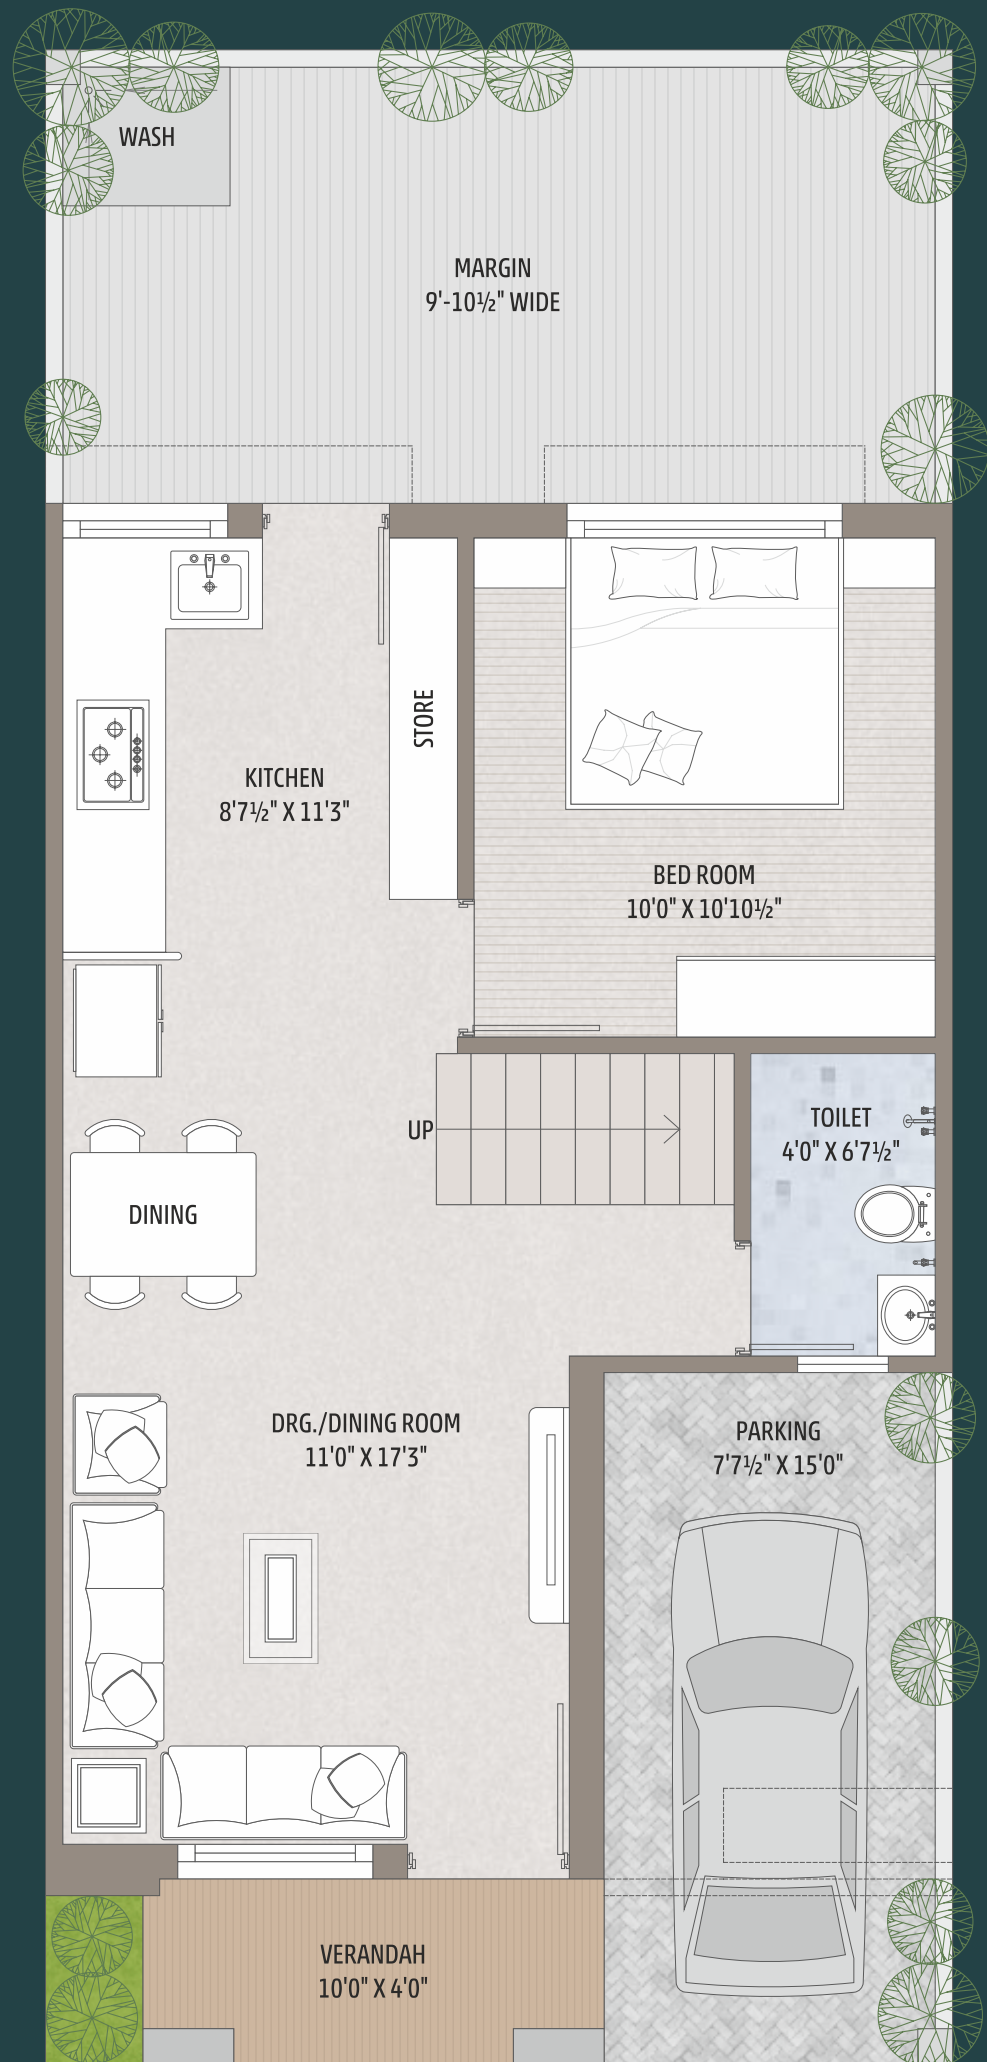 WASH
MARGIN
9'-10½" WIDE
STORE
KITCHEN
8'7½" X 11'3"
BED ROOM
10'0" X 10'10½"
UP
TOILET
4'0" X 6'7½"
DINING
DRG./DINING ROOM
11'0" X 17'3"
PARKING
7'7½" X 15'0"
VERANDAH
10'0" X 4'0"